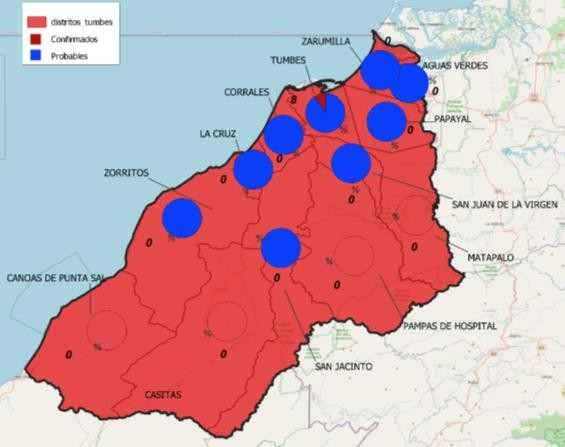 distritos tumbes
Confirmados
Probables
ZARUMILLA
0
TUMBES
AGUAS VERDES
%
0
CORRALES
8
%
PAPAYAL
0
%
%
LA CRUZ
0
%
0
%
ZORRITOS
0
%
%
0
SAN JUAN DE LA VIRGEN
%
0
%
%
0
MATAPALO
CANOAS DE PUNTA SAL
0
%
0
PAMPAS DE HOSPITAL
%
%
0
0
SAN JACINTO
CASITAS